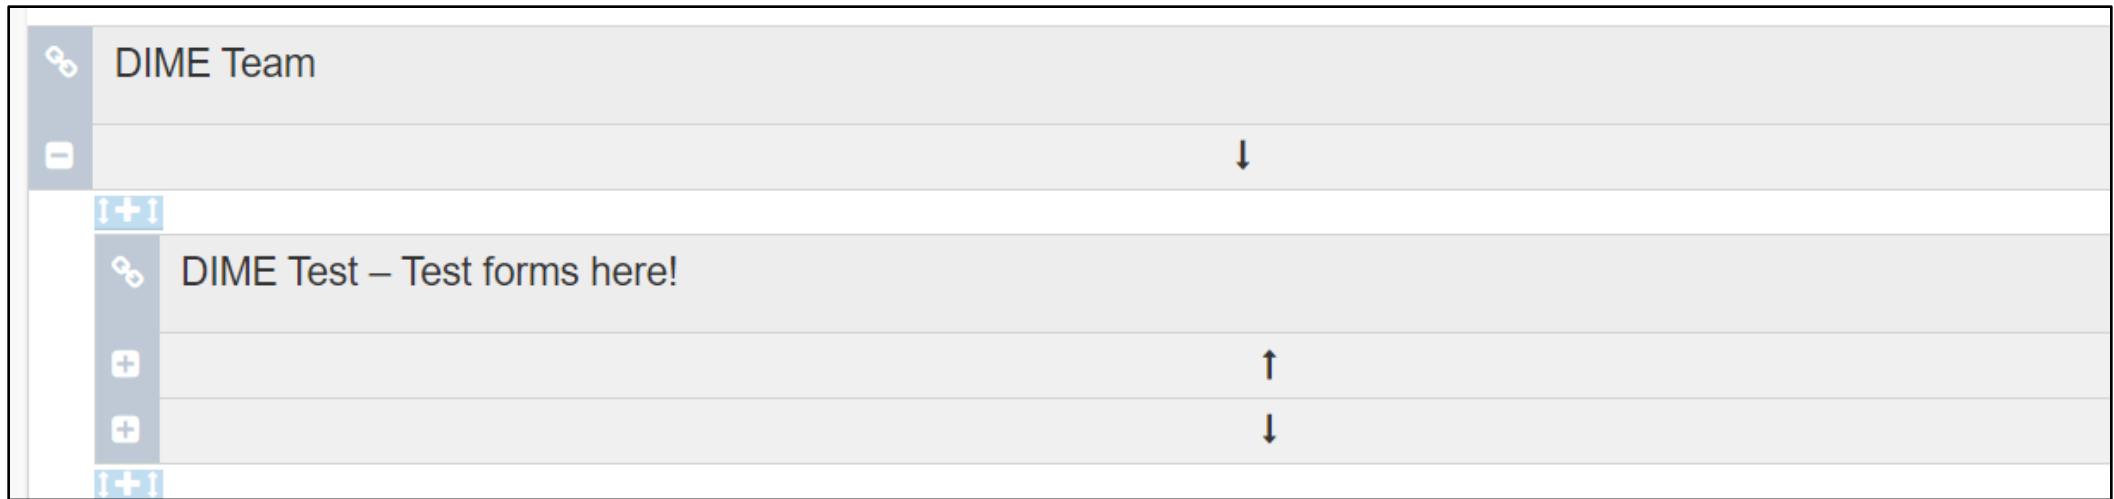 DIME Team
DIME Test – Test forms here!